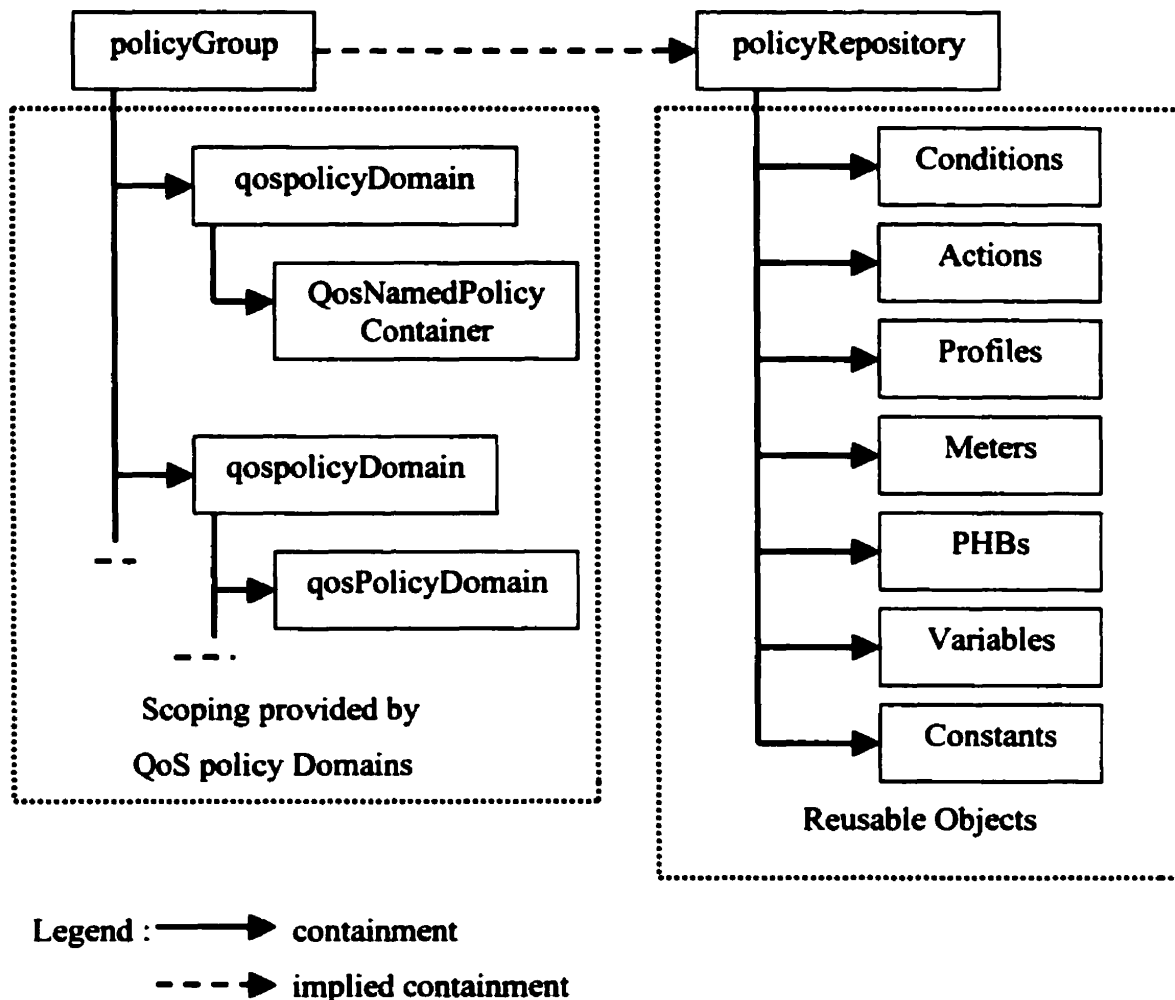 policyGroup
policyRepository
qospolicyDomain
QosNamedPolicy
Container
qospolicyDomain
qosPolicyDomain
Scoping provided by
QoS policy Domains
Conditions
Actions
Profiles
Meters
PHBs
Variables
Constants
Reusable Objects
Legend :
containment
implied containment